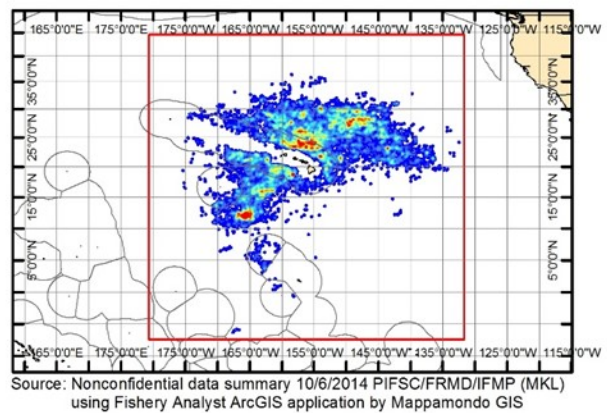 165°0'0"E 175°0'0"E 175°0'0"W 165°0'0"W 155°0'0"W 145°0'0"W 135°0'0"W 125°0'0"W 115°0'0"W
35°0'0"N 35°0'0"N
25°0'0"N 25°0'0"N
15°0'0"N 15°0'0"N
5°0'0"N 5°0'0"N
165°0'0"E 175°0'0"E 175°0'0"W 165°0'0"W 155°0'0"W 145°0'0"W 135°0'0"W 125°0'0"W 115°0'0"W
Source: Nonconfidential data summary 10/6/2014 PIFSC/FRMD/IFMP (MKL)
using Fishery Analyst ArcGIS application by Mappamondo GIS